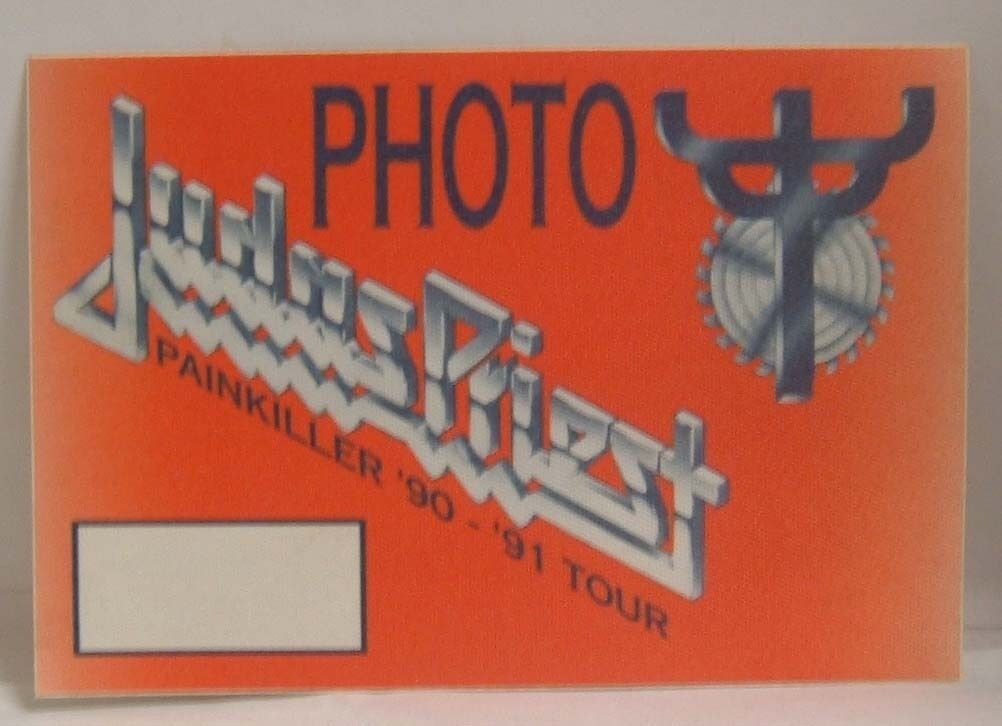 PHOTO
Judas Priest
PAINKILLER '90 - '91 TOUR